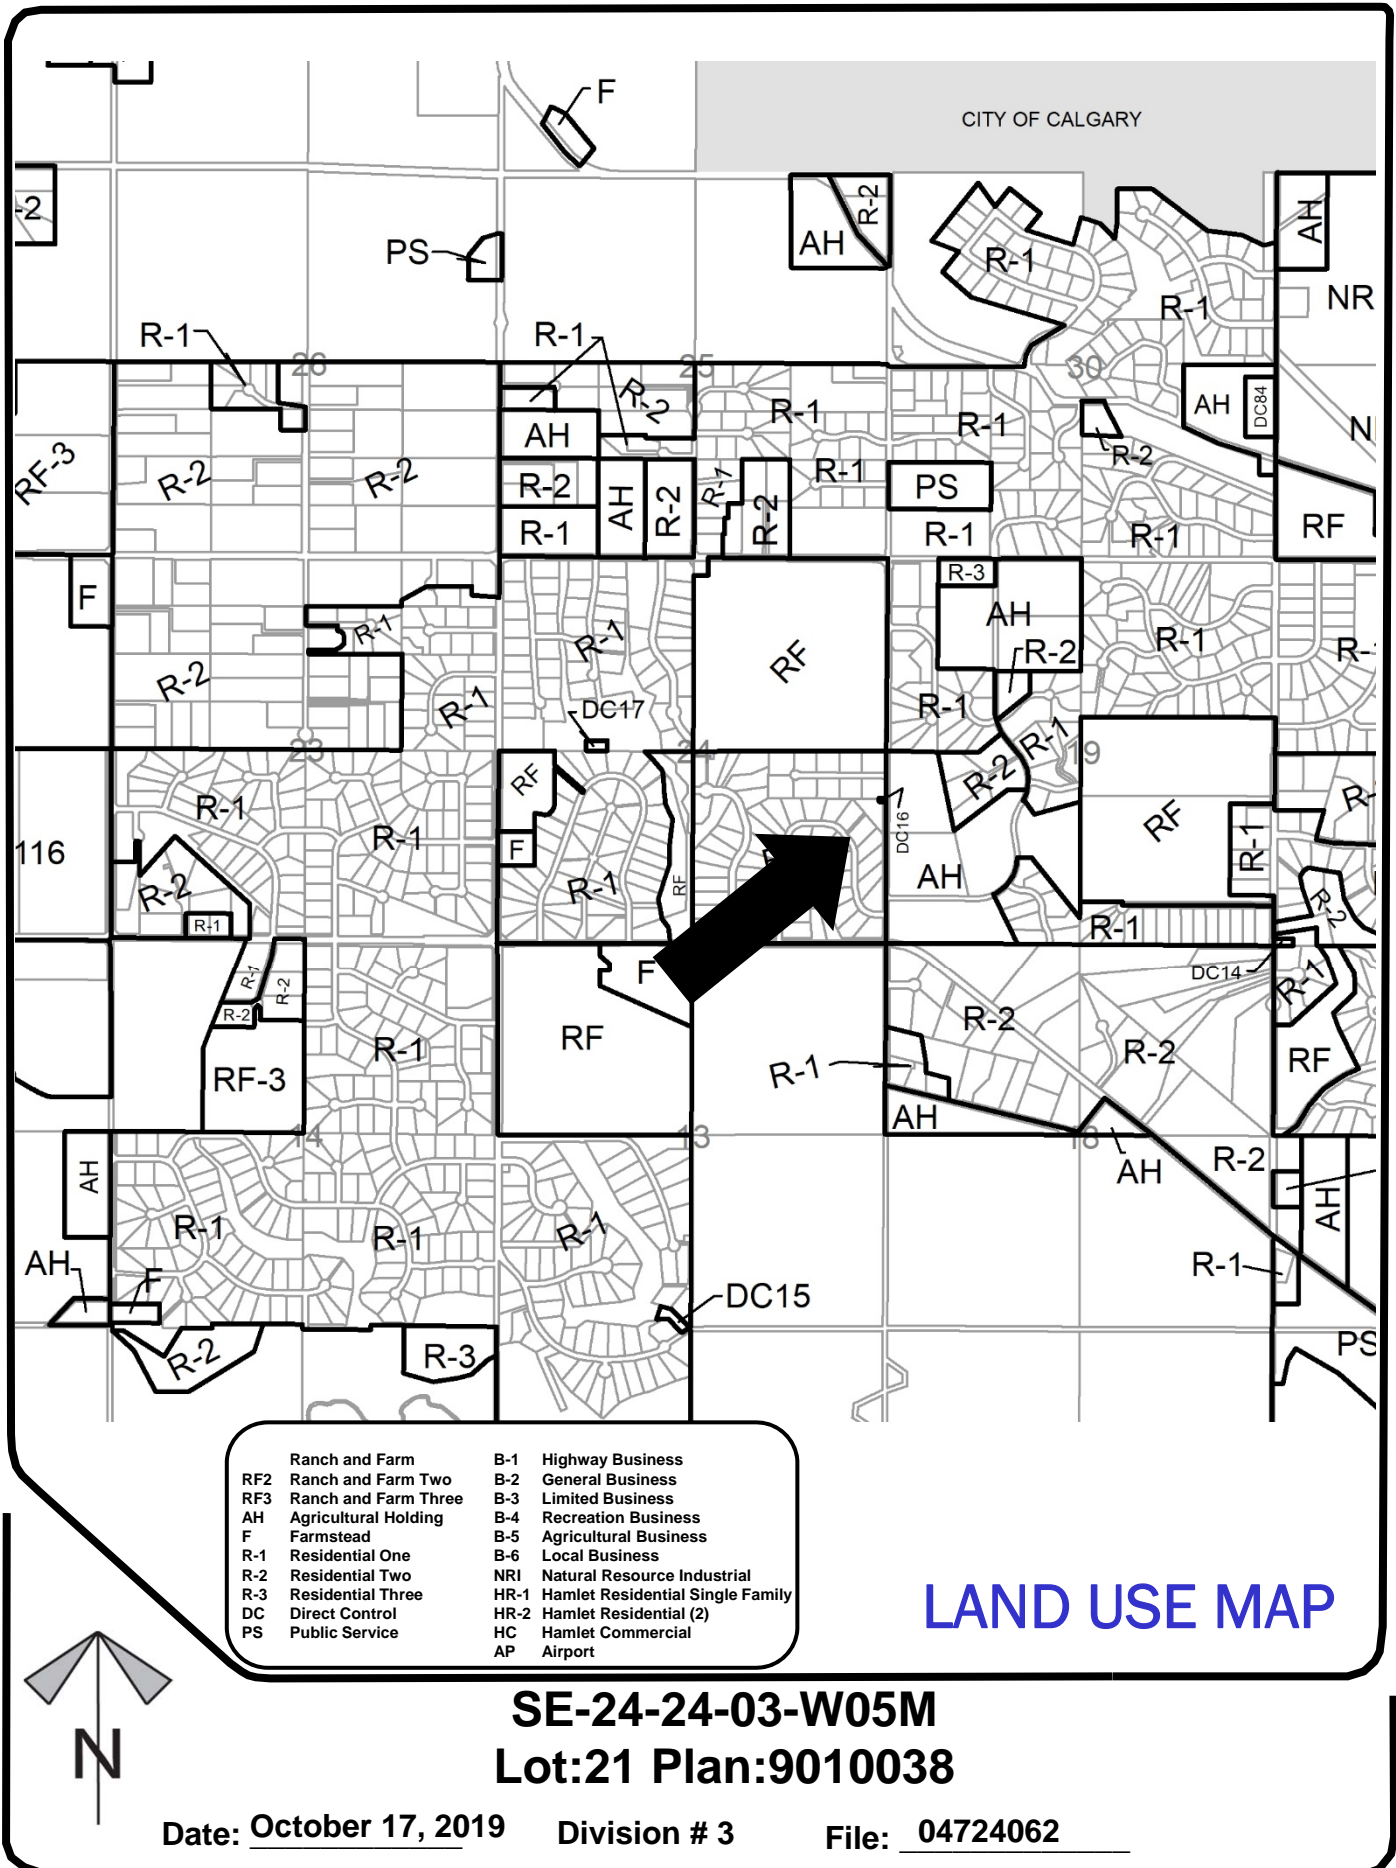 F
CITY OF CALGARY
-2
R-2
AH
AH
PS
R-1
NR
R-1
R-1
R-1
26
25
30
R-2
R-1
R-1
AH
DC84
N
AH
R-2
RF-3
R-2
R-2
R-2
AH
R-2
R-1
R-2
R-1
PS
R-1
R-1
R-1
R-1
RF
F
R-1
R-1
RF
R-3
AH
R-2
R-1
R-
R-2
R-1
DC17
R-1
R-1
23
24
19
RF
R-2
R-1
R-1
DC16
RF
R-1
R-
116
F
R-2
R-1
R-1
RF
AH
R-2
R-1
R-1
R-2
R-2
F
RF
R-2
DC14
R-1
RF-3
R-1
R-1
R-2
RF
AH
14
13
18
AH
R-2
AH
R-1
R-1
R-1
AH
AH
F
R-1
DC15
R-2
R-3
PS
Ranch and Farm
RF2 Ranch and Farm Two
RF3 Ranch and Farm Three
AH Agricultural Holding
F Farmstead
R-1 Residential One
R-2 Residential Two
R-3 Residential Three
DC Direct Control
PS Public Service
B-1 Highway Business
B-2 General Business
B-3 Limited Business
B-4 Recreation Business
B-5 Agricultural Business
B-6 Local Business
NRI Natural Resource Industrial
HR-1 Hamlet Residential Single Family
HR-2 Hamlet Residential (2)
HC Hamlet Commercial
AP Airport
LAND USE MAP
N
SE-24-24-03-W05M
Lot:21 Plan:9010038
Date: October 17, 2019 Division # 3 File: 04724062